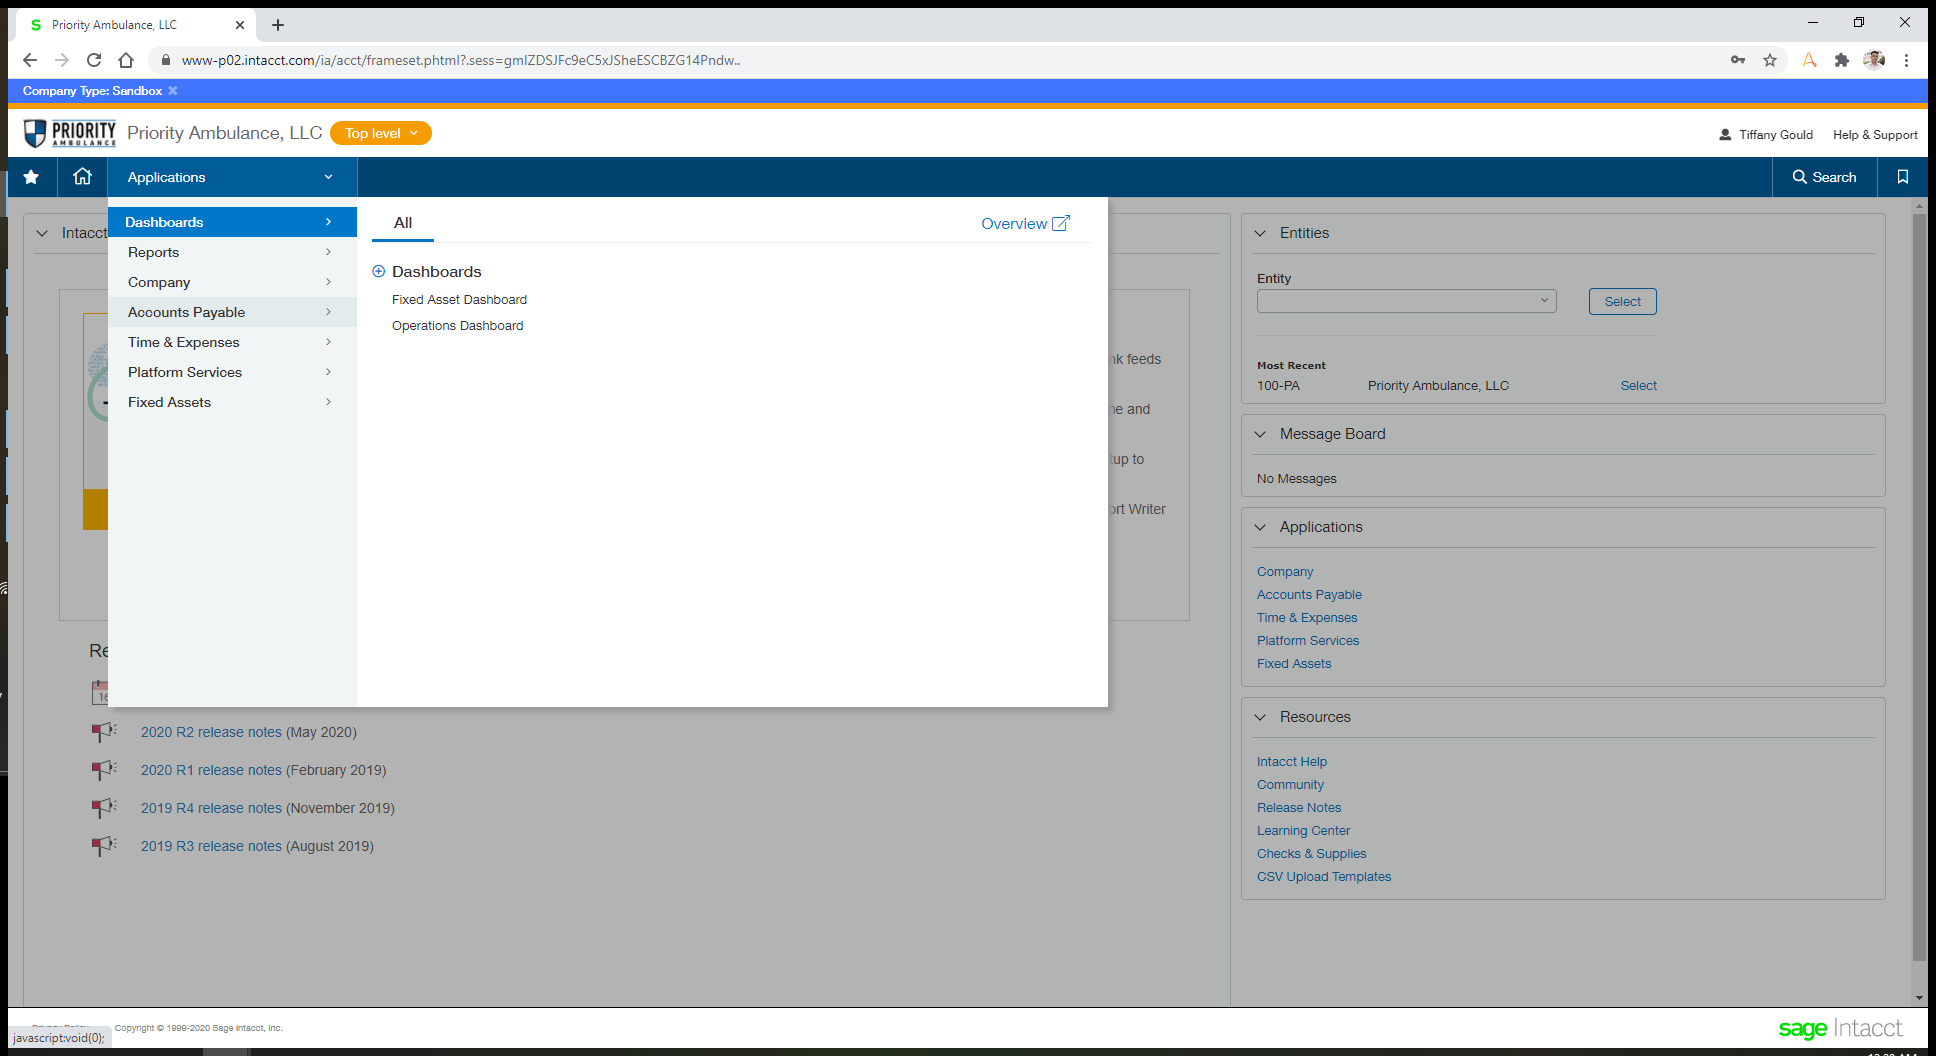 S Priority Ambulance, LLC
www-p02.intacct.com/ia/acct/frameset.phtml?.sess=gmIZDSJFc9eC5xJSheESCBZG14Pndw..
Company Type: Sandbox
PRIORITY
AMBULANCE
Priority Ambulance, LLC
Top level
Tiffany Gould
Help & Support
Applications
Search
Dashboards
Reports
Company
Accounts Payable
Time & Expenses
Platform Services
Fixed Assets
All
Overview
Dashboards
Fixed Asset Dashboard
Operations Dashboard
Intacct
nk feeds
ne and
tup to
ort Writer
Re
16
2020 R2 release notes (May 2020)
2020 R1 release notes (February 2019)
2019 R4 release notes (November 2019)
2019 R3 release notes (August 2019)
Entities
Entity
Select
Most Recent
100-PA Priority Ambulance, LLC Select
Message Board
No Messages
Applications
Company
Accounts Payable
Time & Expenses
Platform Services
Fixed Assets
Resources
Intacct Help
Community
Release Notes
Learning Center
Checks & Supplies
CSV Upload Templates
Copyright © 1999-2020 Sage Intacct, Inc.
javascript:void(0);
sage Intacct